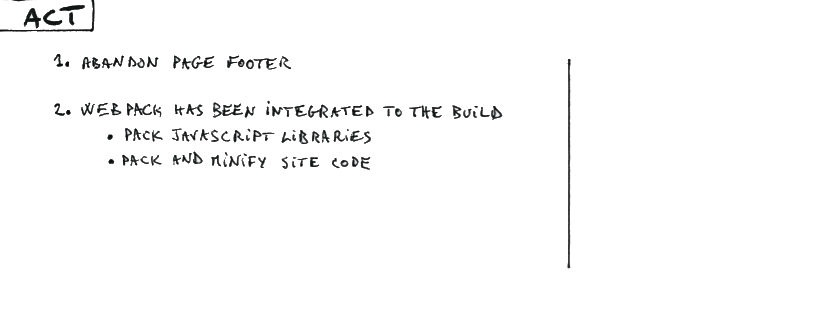 ACT
1. ABANDON PAGE FOOTER
2. WEBPACK HAS BEEN INTEGRATED TO THE BUILD
• PACK JAVASCRIPT LIBRARIES
• PACK AND MINIFY SITE CODE